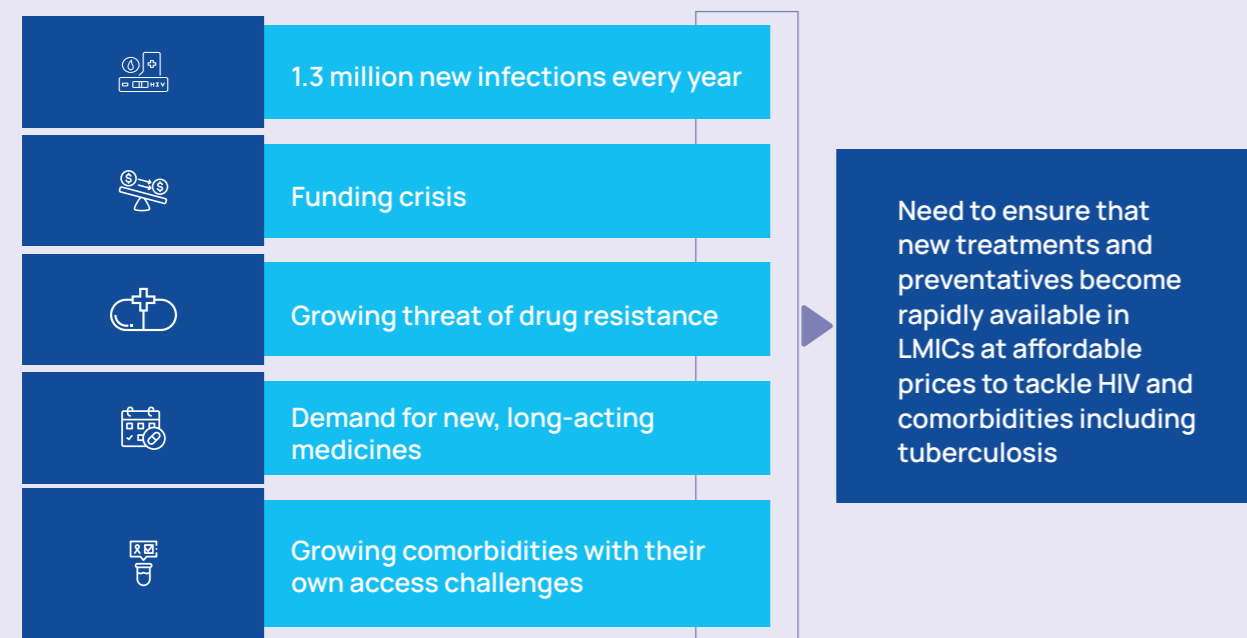 HIV
1.3 million new infections every year
Funding crisis
Growing threat of drug resistance
Demand for new, long-acting
medicines
Growing comorbidities with their
own access challenges
Need to ensure that
new treatments and
preventatives become
rapidly available in
LMICs at affordable
prices to tackle HIV and
comorbidities including
tuberculosis